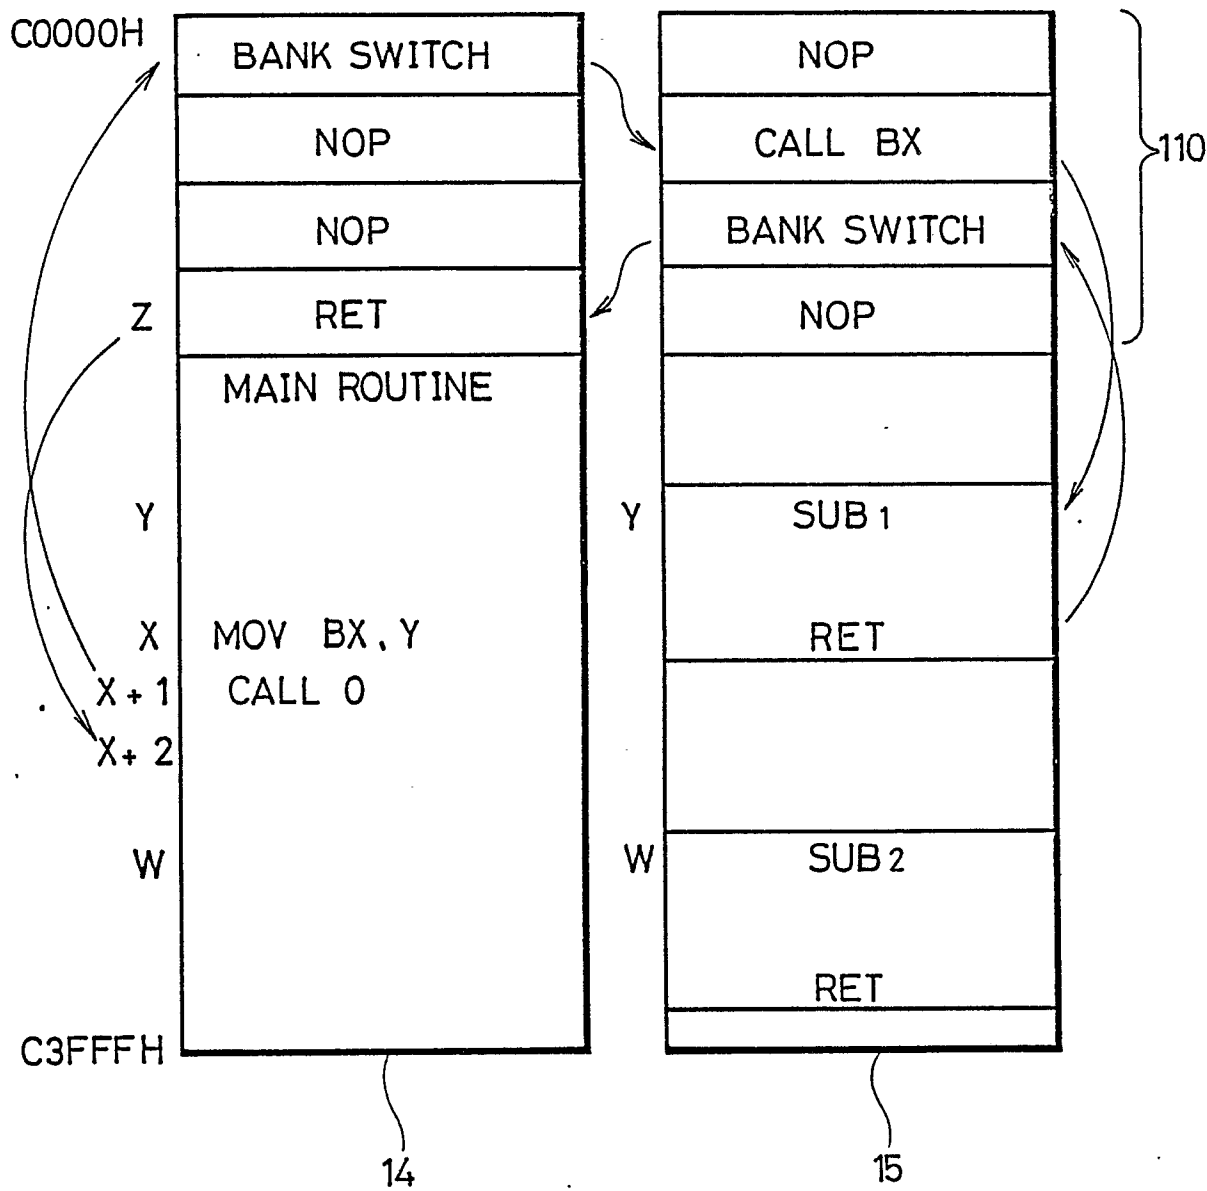 C0000H
BANK SWITCH
NOP
NOP
CALL BX
110
NOP
BANK SWITCH
Z
RET
NOP
MAIN ROUTINE
Y
Y
SUB 1
X
MOV BX, Y
RET
X + 1
CALL 0
X + 2
W
W
SUB 2
RET
C3FFFH
14
15